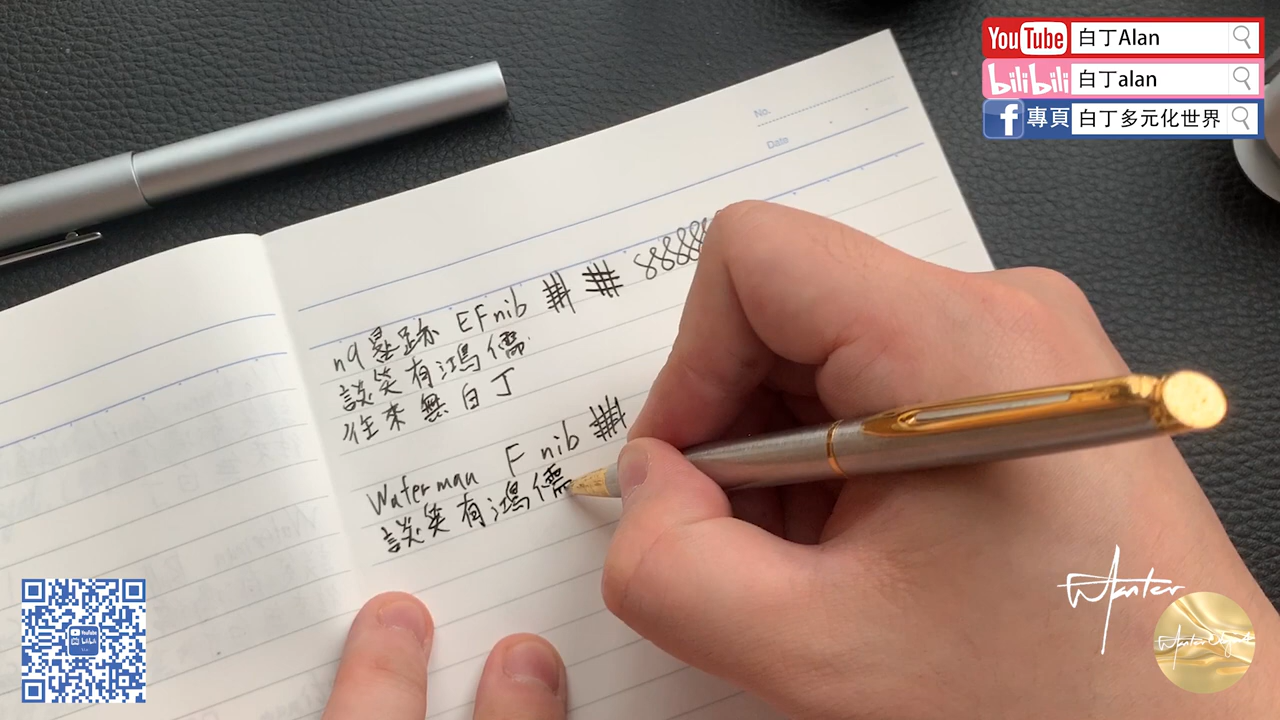 YouTube 白丁Alan
bilibili 白丁alan
f 專頁 白丁多元化世界
No.
Date
n9 墨跡 EF nib 888888
談笑有鴻儒
往來無白丁
Waterman F nib
談笑有鴻儒